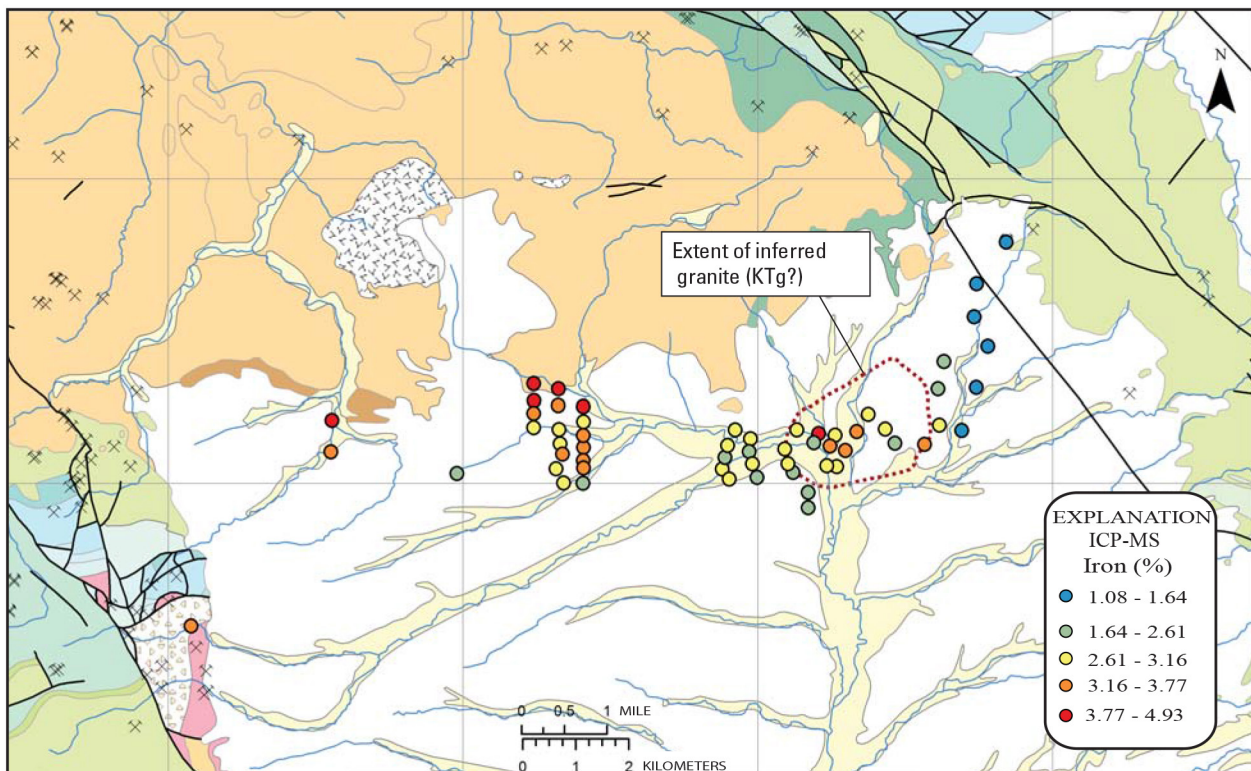 N
Extent of inferred
granite (KTg?)
EXPLANATION
ICP-MS
Iron (%)
1.08 - 1.64
1.64 - 2.61
2.61 - 3.16
3.16 - 3.77
3.77 - 4.93
0 0.5 1 MILE
0 1 2 KILOMETERS